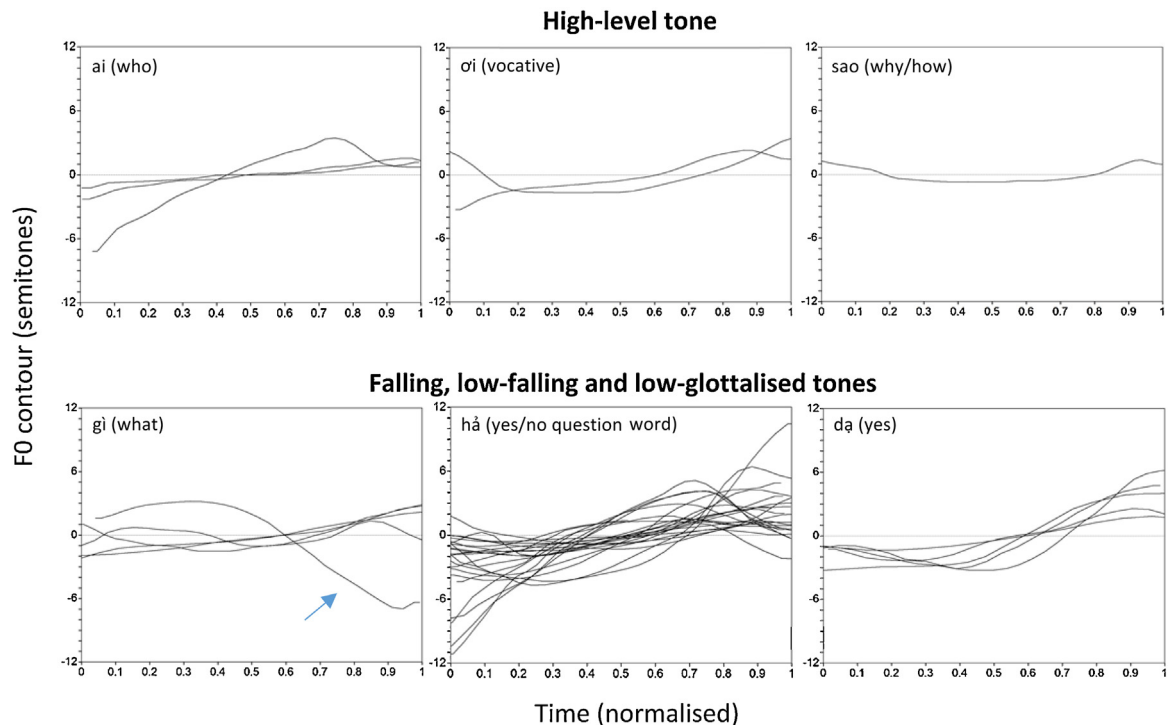 High-level tone
F0 contour (semitones)
ai (who)
12
6
0
-6
-12
0 0.1 0.2 0.3 0.4 0.5 0.6 0.7 0.8 0.9 1
ơi (vocative)
12
6
0
-6
-12
0 0.1 0.2 0.3 0.4 0.5 0.6 0.7 0.8 0.9 1
sao (why/how)
12
6
0
-6
-12
0 0.1 0.2 0.3 0.4 0.5 0.6 0.7 0.8 0.9 1
Falling, low-falling and low-glottalised tones
gì (what)
12
6
0
-6
-12
0 0.1 0.2 0.3 0.4 0.5 0.6 0.7 0.8 0.9 1
hả (yes/no question word)
12
6
0
-6
-12
0 0.1 0.2 0.3 0.4 0.5 0.6 0.7 0.8 0.9 1
dạ (yes)
12
6
0
-6
-12
0 0.1 0.2 0.3 0.4 0.5 0.6 0.7 0.8 0.9 1
Time (normalised)